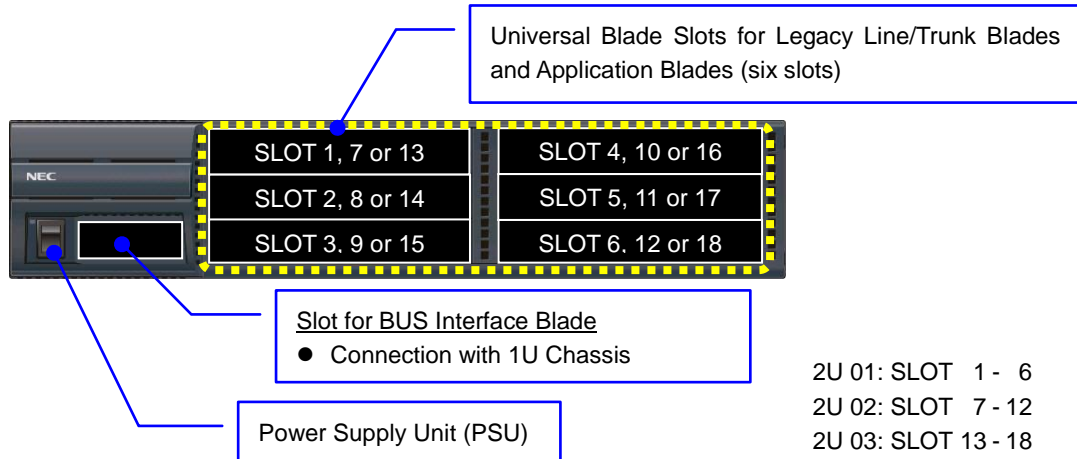 Universal Blade Slots for Legacy Line/Trunk Blades
and Application Blades (six slots)
NEC
SLOT 1, 7 or 13
SLOT 4, 10 or 16
SLOT 2, 8 or 14
SLOT 5, 11 or 17
SLOT 3, 9 or 15
SLOT 6, 12 or 18
Slot for BUS Interface Blade
● Connection with 1U Chassis
Power Supply Unit (PSU)
2U 01: SLOT 1 - 6
2U 02: SLOT 7 - 12
2U 03: SLOT 13 - 18